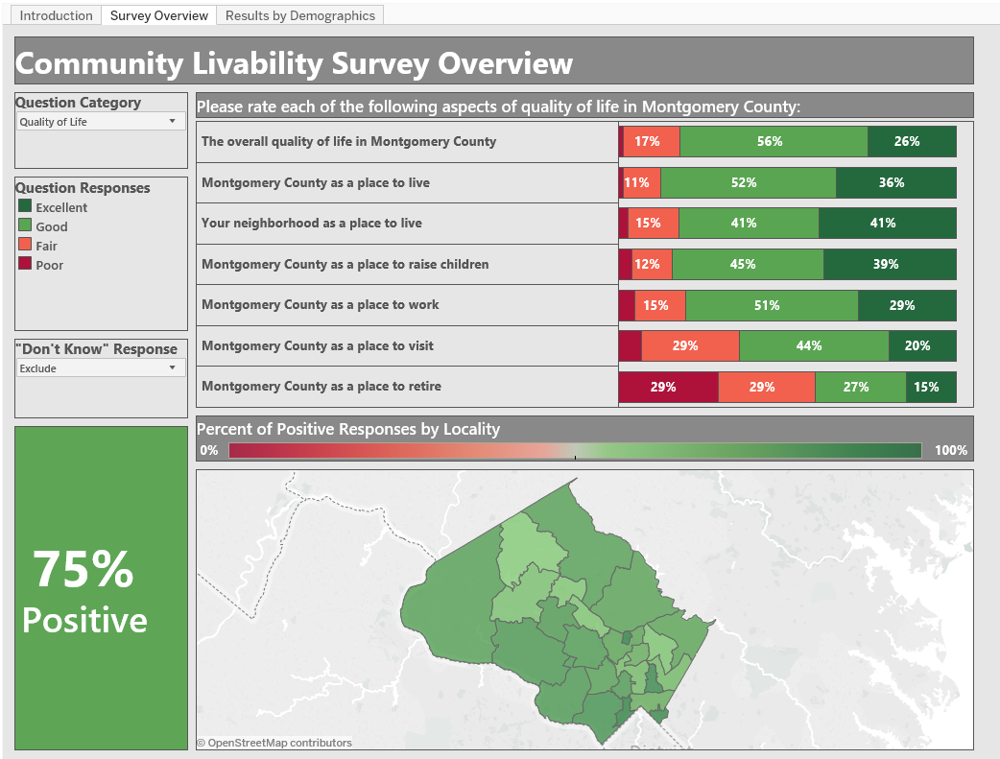 Introduction
Survey Overview
Results by Demographics
Community Livability Survey Overview
Question Category
Quality of Life
Question Responses
Excellent
Good
Fair
Poor
"Don't Know" Response
Exclude
75%
Positive
Please rate each of the following aspects of quality of life in Montgomery County:
The overall quality of life in Montgomery County
17% 56% 26%
Montgomery County as a place to live
11% 52% 36%
Your neighborhood as a place to live
15% 41% 41%
Montgomery County as a place to raise children
12% 45% 39%
Montgomery County as a place to work
15% 51% 29%
Montgomery County as a place to visit
29% 44% 20%
Montgomery County as a place to retire
29% 29% 27% 15%
Percent of Positive Responses by Locality
0% 100%
© OpenStreetMap contributors